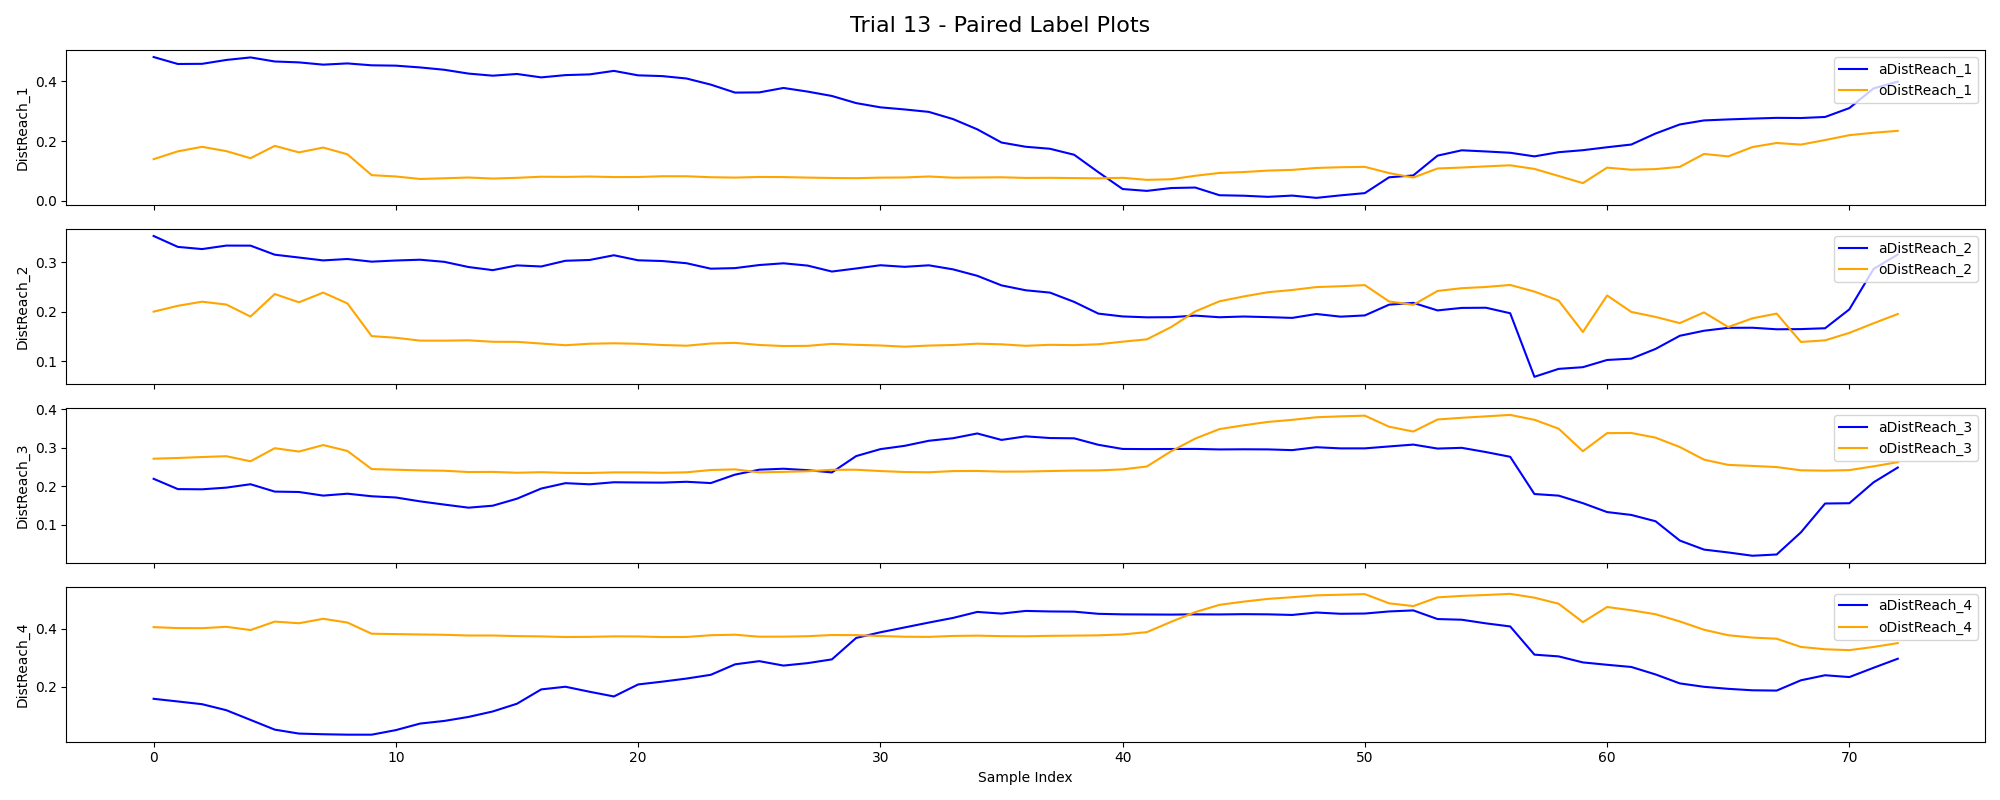 Trial 13 - Paired Label Plots
DistReach_1
0.4
0.2
0.0
aDistReach_1
oDistReach_1
DistReach_2
0.3
0.2
0.1
aDistReach_2
oDistReach_2
DistReach_3
0.4
0.3
0.2
0.1
aDistReach_3
oDistReach_3
DistReach_4
0.4
0.2
aDistReach_4
oDistReach_4
0 10 20 30 40 50 60 70
Sample Index